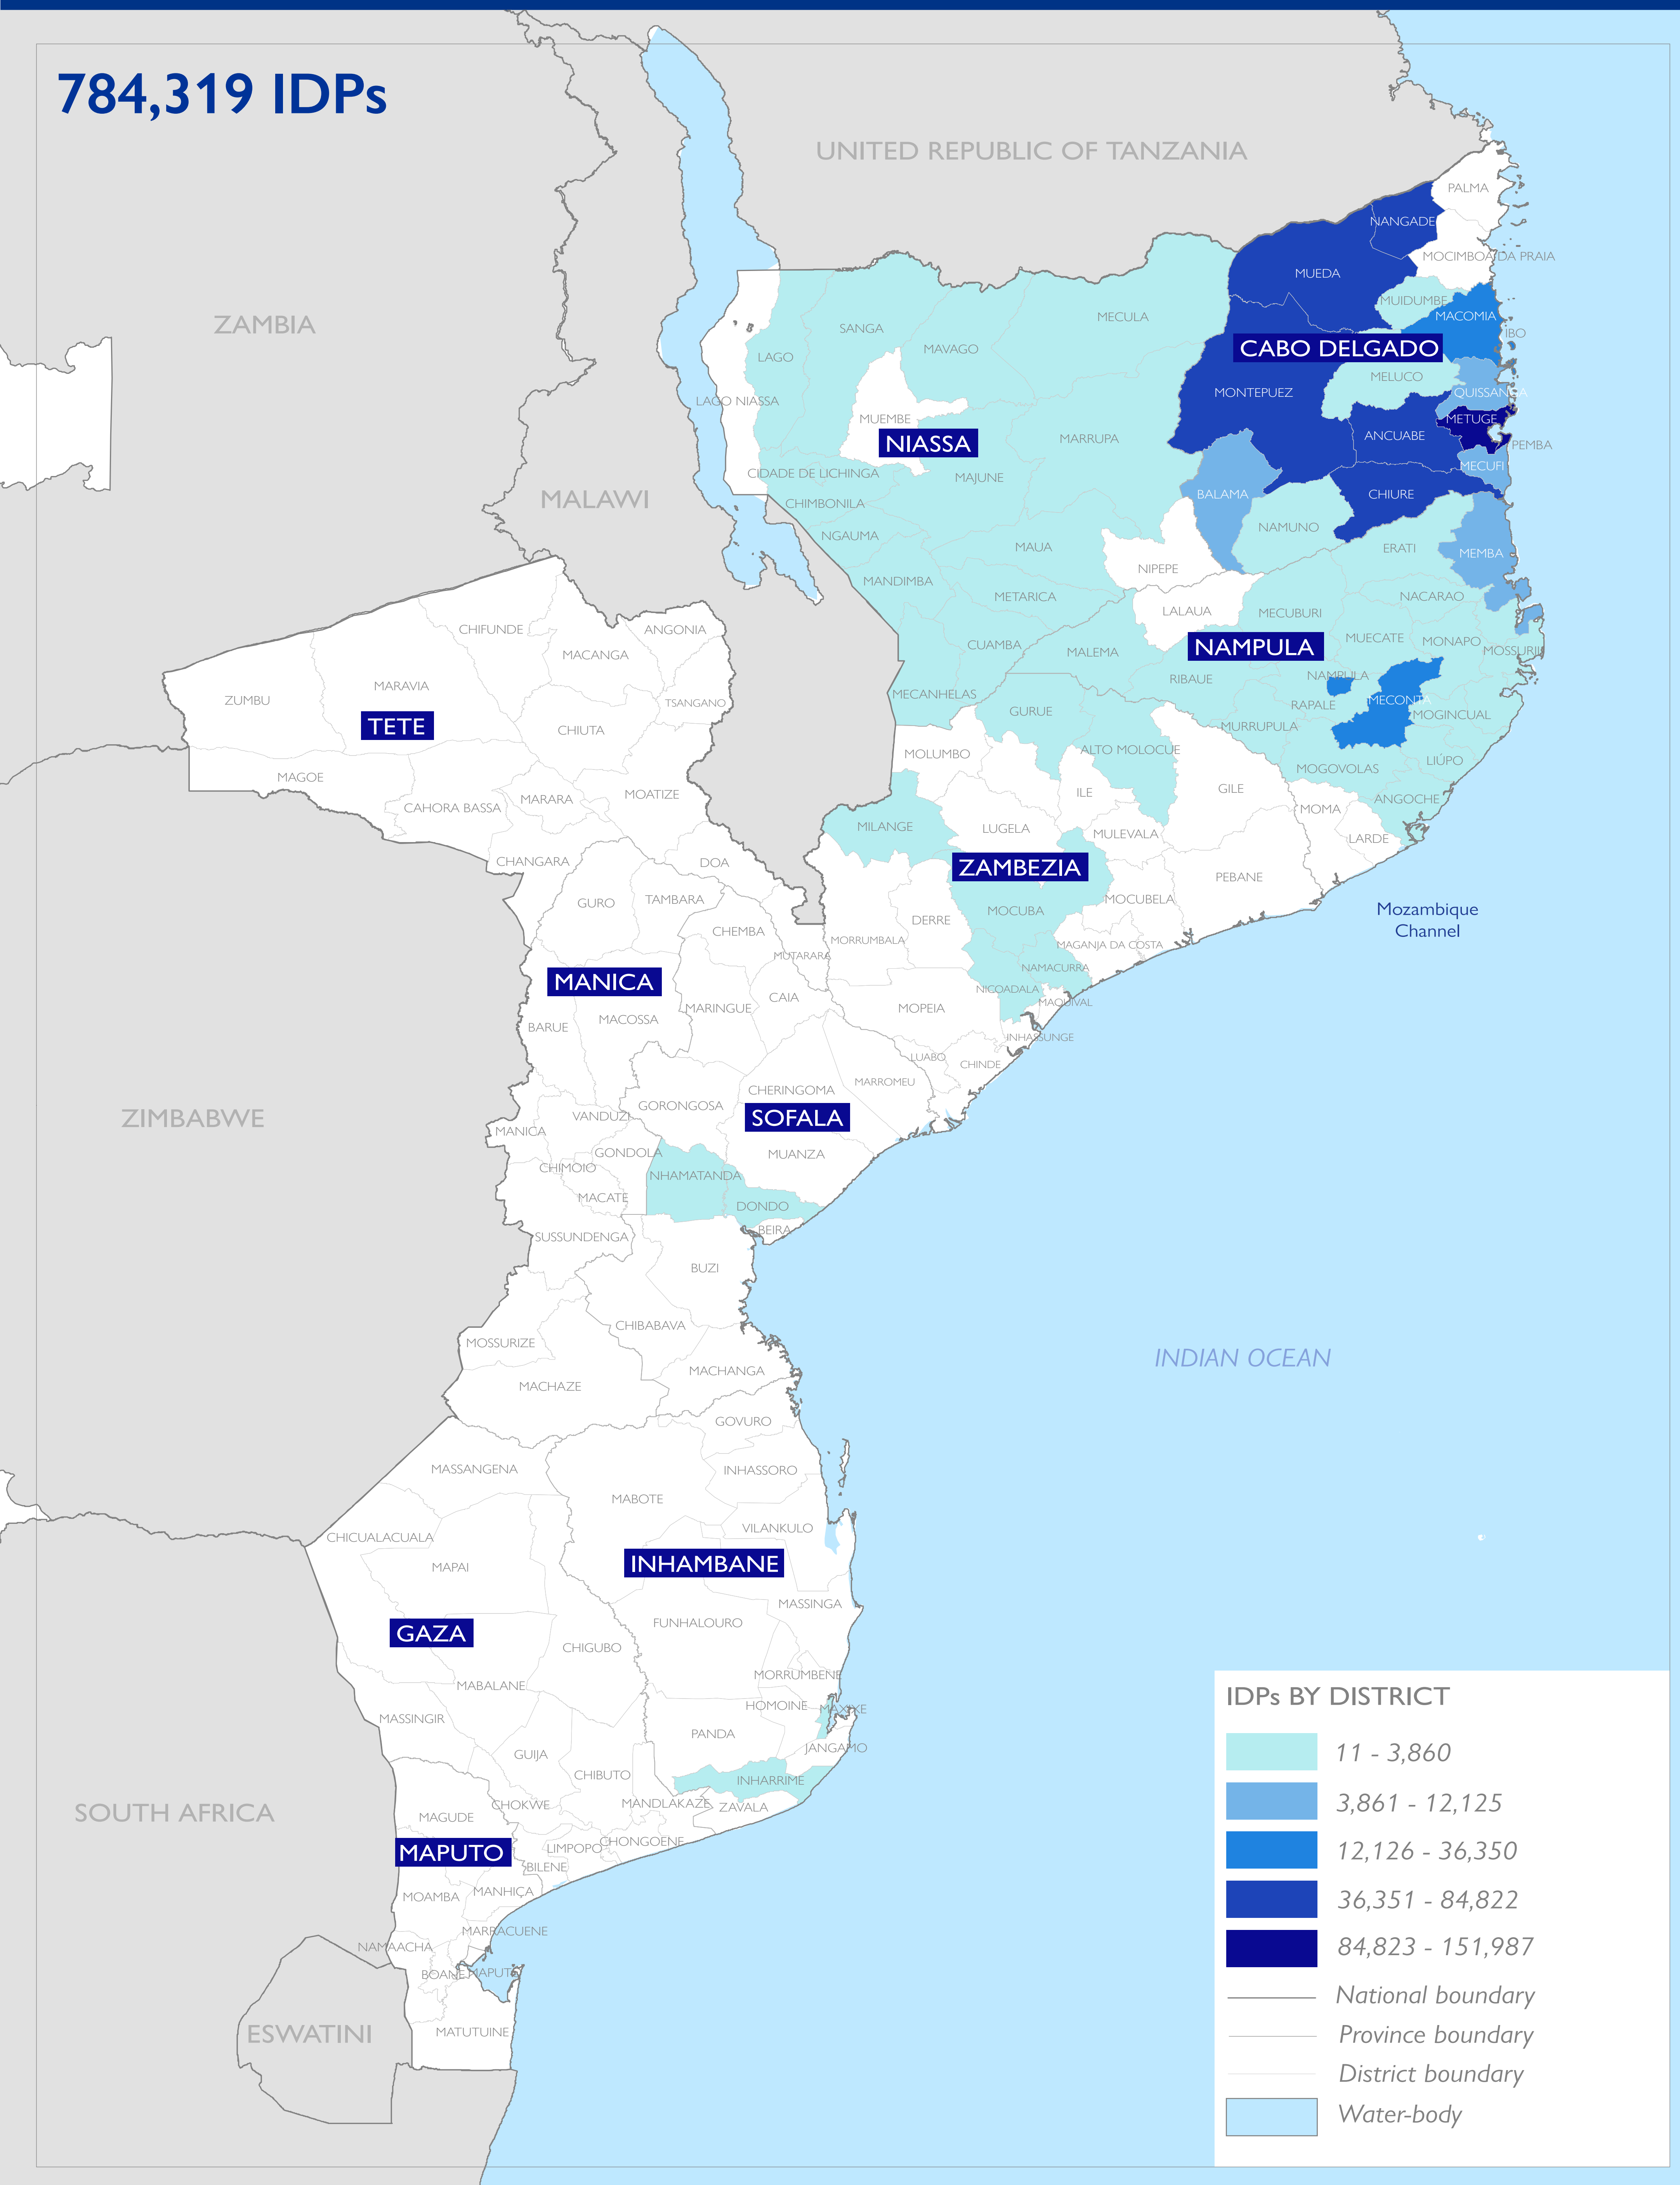 784,319 IDPs
UNITED REPUBLIC OF TANZANIA
PALMA
NANGADE
MOCIMBOA DA PRAIA
MUEDA
MUIDUMBE
MACOMIA
IBO
CABO DELGADO
MELUCO
QUISSANGA
MONTEPUEZ
METUGE
ANCUABE
PEMBA
MECUFI
CHIURE
BALAMA
NAMUNO
ZAMBIA
MALAWI
MECULA
SANGA
MAVAGO
LAGO
LAGO NIASSA
MUEMBE
NIASSA
MARRUPA
CIDADE DE LICHINGA
MAJUNE
CHIMBONILA
NGAUMA
MAUA
NIPEPE
MANDIMBA
METARICA
CUAMBA
MECANHELAS
ERATI
MEMBA
NACARAO
LALAUA
MECUBURI
NAMPULA
MUECATE
MONAPO
MOSSURIL
MALEMA
RIBAUE
NAMPULA
MECONTA
RAPALE
MOGINCUAL
MURRUPULA
LIÚPO
MOGOVOLAS
ANGOCHE
MOMA
LARDE
CHIFUNDE
ANGONIA
MACANGA
MARAVIA
ZUMBU
TSANGANO
TETE
CHIUTA
MAGOE
MOATIZE
MARARA
CAHORA BASSA
CHANGARA
DOA
MUTARARA
GURUE
MOLUMBO
ALTO MOLOCUE
ILE
GILE
MILANGE
LUGELA
MULEVALA
ZAMBEZIA
PEBANE
MOCUBELA
MOCUBA
DERRE
MORRUMBALA
MAGANJA DA COSTA
NAMACURRA
NICOADALA
MAQUIVAL
MOPEIA
INHASSUNGE
LUABO
CHINDE
Mozambique
Channel
GURO
TAMBARA
MANICA
MACOSSA
BARUE
VANDUZI
MANICA
GONDOLA
CHIMOIO
MACATE
SUSSUNDENGA
MOSSURIZE
MACHAZE
CHEMBA
CAIA
MARINGUE
MARROMEU
CHERINGOMA
GORONGOSA
SOFALA
MUANZA
NHAMATANDA
DONDO
BEIRA
BUZI
CHIBABAVA
MACHANGA
ZIMBABWE
INDIAN OCEAN
GOVURO
INHASSORO
MABOTE
VILANKULO
INHAMBANE
MASSINGA
FUNHALOURO
MORRUMBENE
HOMOINE
MAXIXE
PANDA
JANGAMO
INHARRIME
ZAVALA
MASSANGENA
CHICUALACUALA
MAPAI
GAZA
CHIGUBO
MABALANE
MASSINGIR
GUIJA
CHIBUTO
CHOKWE
MANDLAKAZE
CHONGOENE
LIMPOPO
BILENE
MAGUDE
MAPUTO
MOAMBA
MANHIÇA
MARRACUENE
NAMAACHA
BOANE
MAPUTO
MATUTUINE
SOUTH AFRICA
ESWATINI
IDPs BY DISTRICT
11 - 3,860
3,861 - 12,125
12,126 - 36,350
36,351 - 84,822
84,823 - 151,987
National boundary
Province boundary
District boundary
Water-body